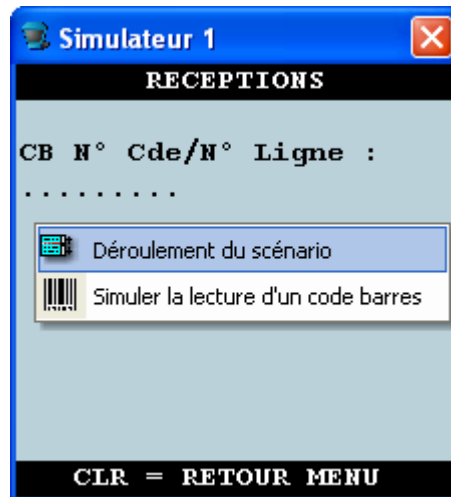 Simulateur 1
RECEPTIONS
CB N° Cde/N° Ligne :
.........
Déroulement du scénario
Simuler la lecture d'un code barres
CLR = RETOUR MENU